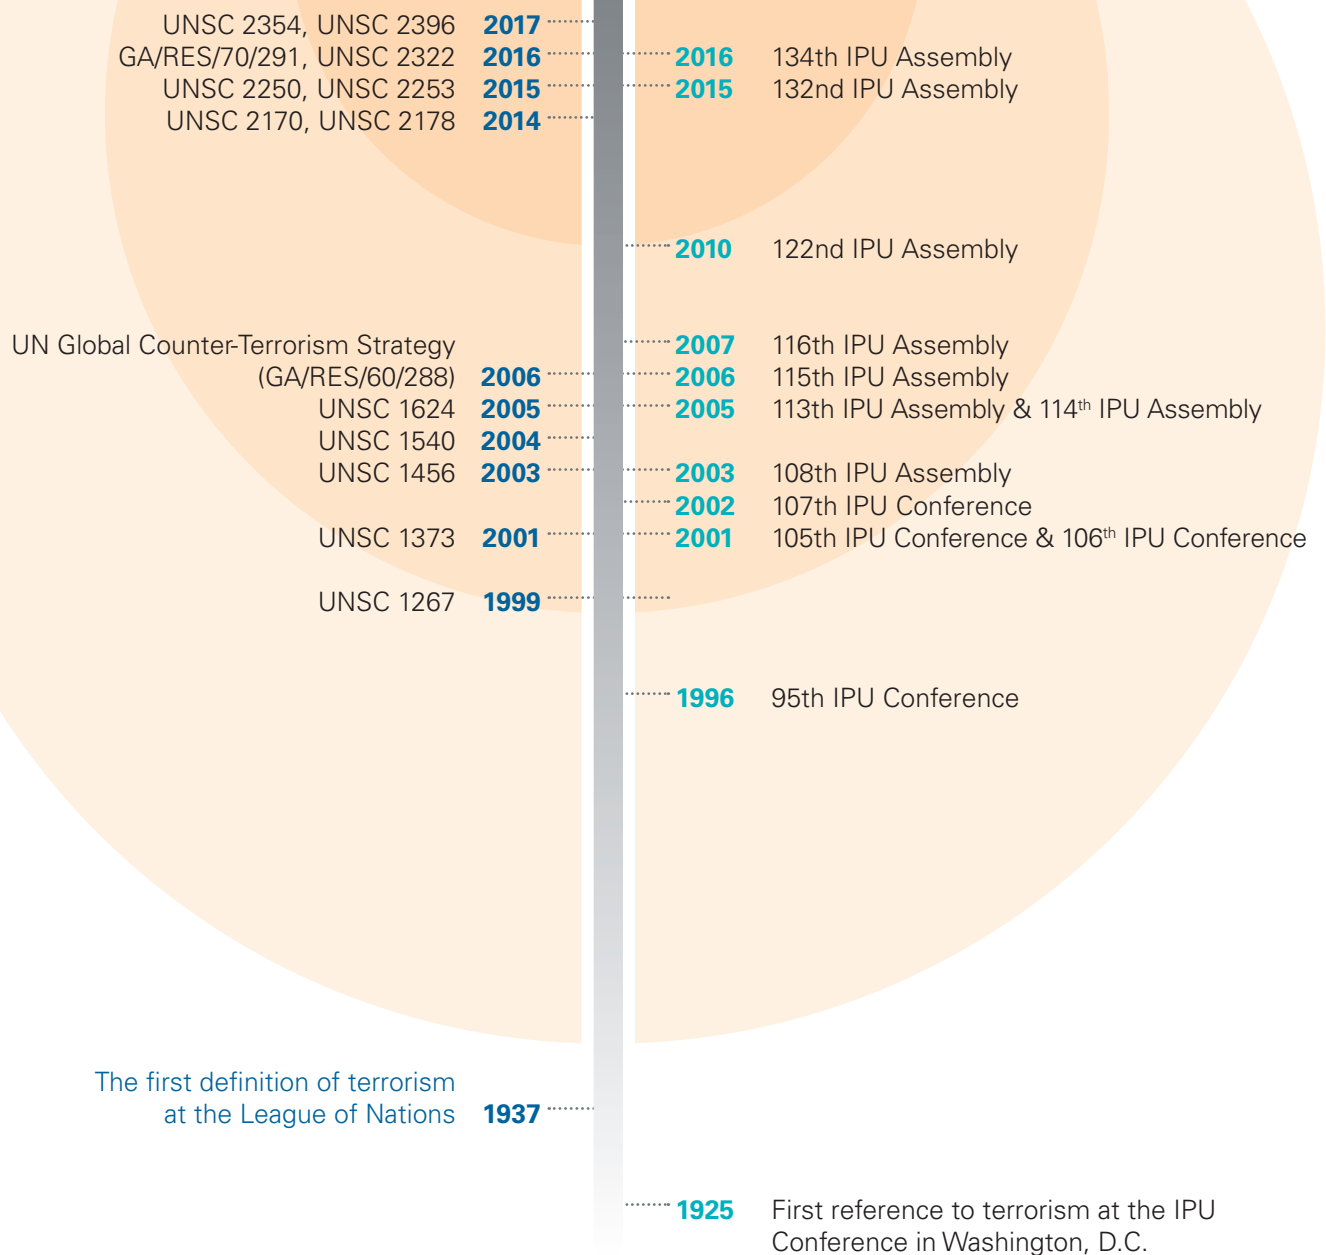 UNSC 2354, UNSC 2396 2017
GA/RES/70/291, UNSC 2322 2016 2016 134th IPU Assembly
UNSC 2250, UNSC 2253 2015 2015 132nd IPU Assembly
UNSC 2170, UNSC 2178 2014
2010 122nd IPU Assembly
UN Global Counter-Terrorism Strategy 2007 116th IPU Assembly
(GA/RES/60/288) 2006 2006 115th IPU Assembly
UNSC 1624 2005 2005 113th IPU Assembly & 114th IPU Assembly
UNSC 1540 2004
UNSC 1456 2003 2003 108th IPU Assembly
2002 107th IPU Conference
UNSC 1373 2001 2001 105th IPU Conference & 106th IPU Conference
UNSC 1267 1999
1996 95th IPU Conference
The first definition of terrorism
at the League of Nations 1937
1925 First reference to terrorism at the IPU
Conference in Washington, D.C.